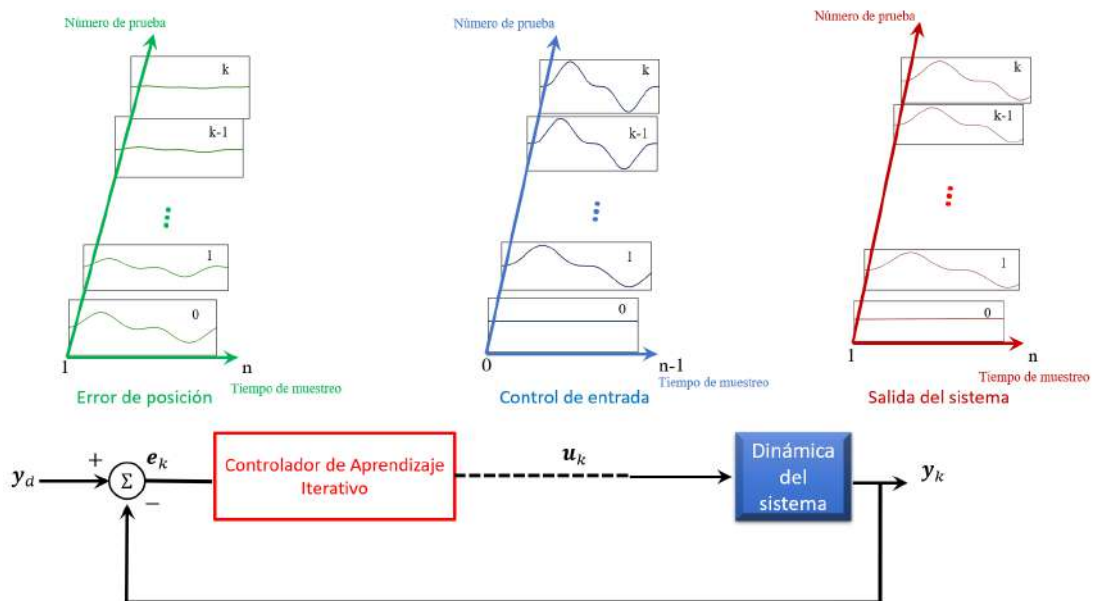 Número de prueba
k
k-1
1
0
1
n
Tiempo de muestreo
Error de posición
Número de prueba
k
k-1
1
0
0
n-1
Tiempo de muestreo
Control de entrada
Número de prueba
k
k-1
1
0
1
n
Tiempo de muestreo
Salida del sistema
y_d
+
Σ
−
e_k
Controlador de Aprendizaje
Iterativo
u_k
Dinámica
del
sistema
y_k